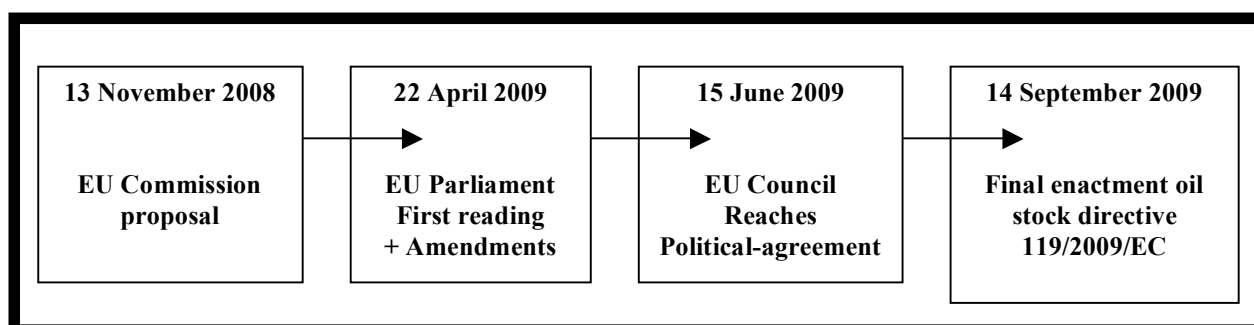 13 November 2008
EU Commission
proposal
22 April 2009
EU Parliament
First reading
+ Amendments
15 June 2009
EU Council
Reaches
Political-agreement
14 September 2009
Final enactment oil
stock directive
119/2009/EC